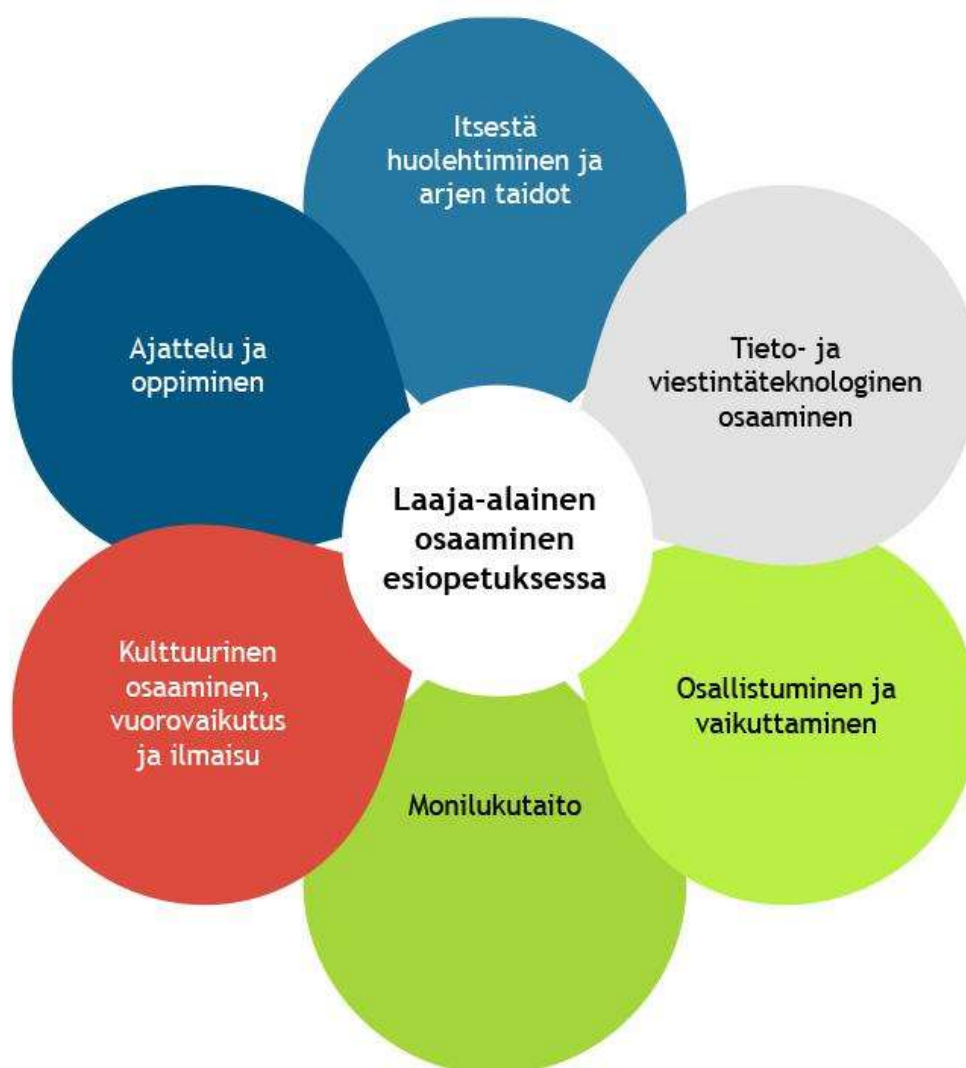 Itsestä
huolehtiminen ja
arjen taidot
Ajattelu ja
oppiminen
Tieto- ja
viestintäteknologinen
osaaminen
Laaja-alainen
osaaminen
esiopetuksessa
Kulttuurinen
osaaminen,
vuorovaikutus
ja ilmaisu
Osallistuminen ja
vaikuttaminen
Monilukutaito